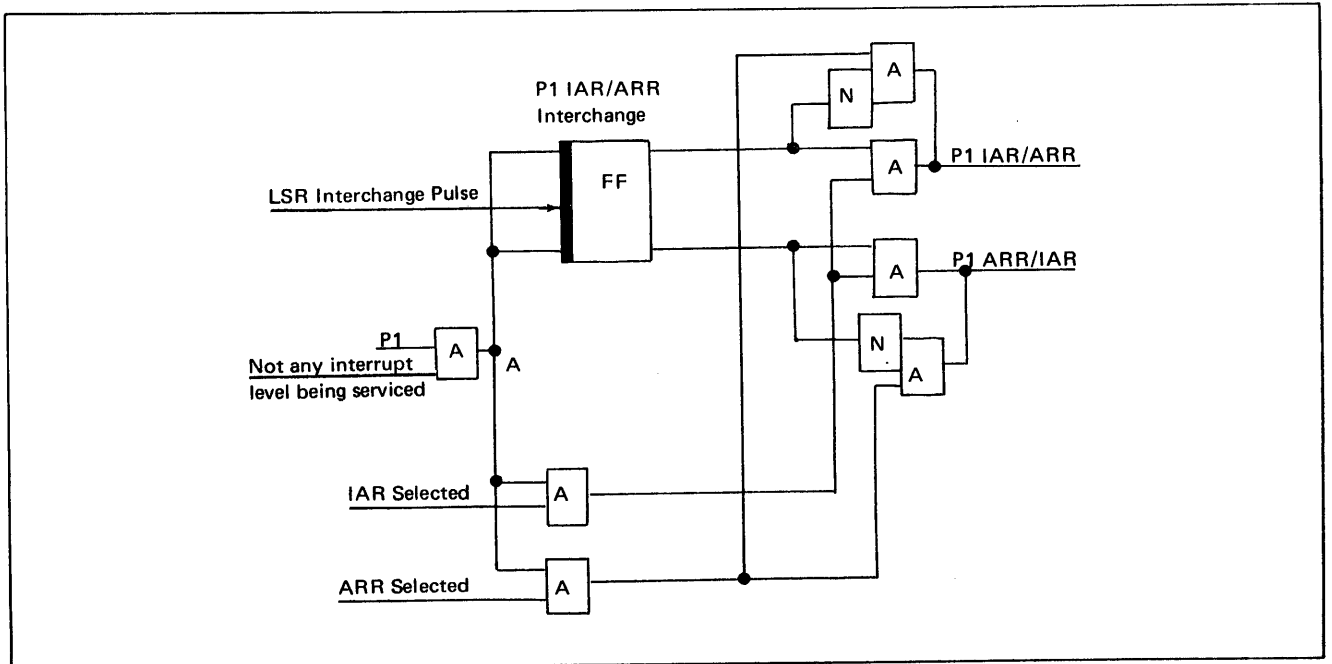 A
P1 IAR/ARR
Interchange
N
FF
A
P1 IAR/ARR
LSR Interchange Pulse
A
P1 ARR/IAR
P1
A
A
N
Not any interrupt
level being serviced
A
IAR Selected
A
ARR Selected
A